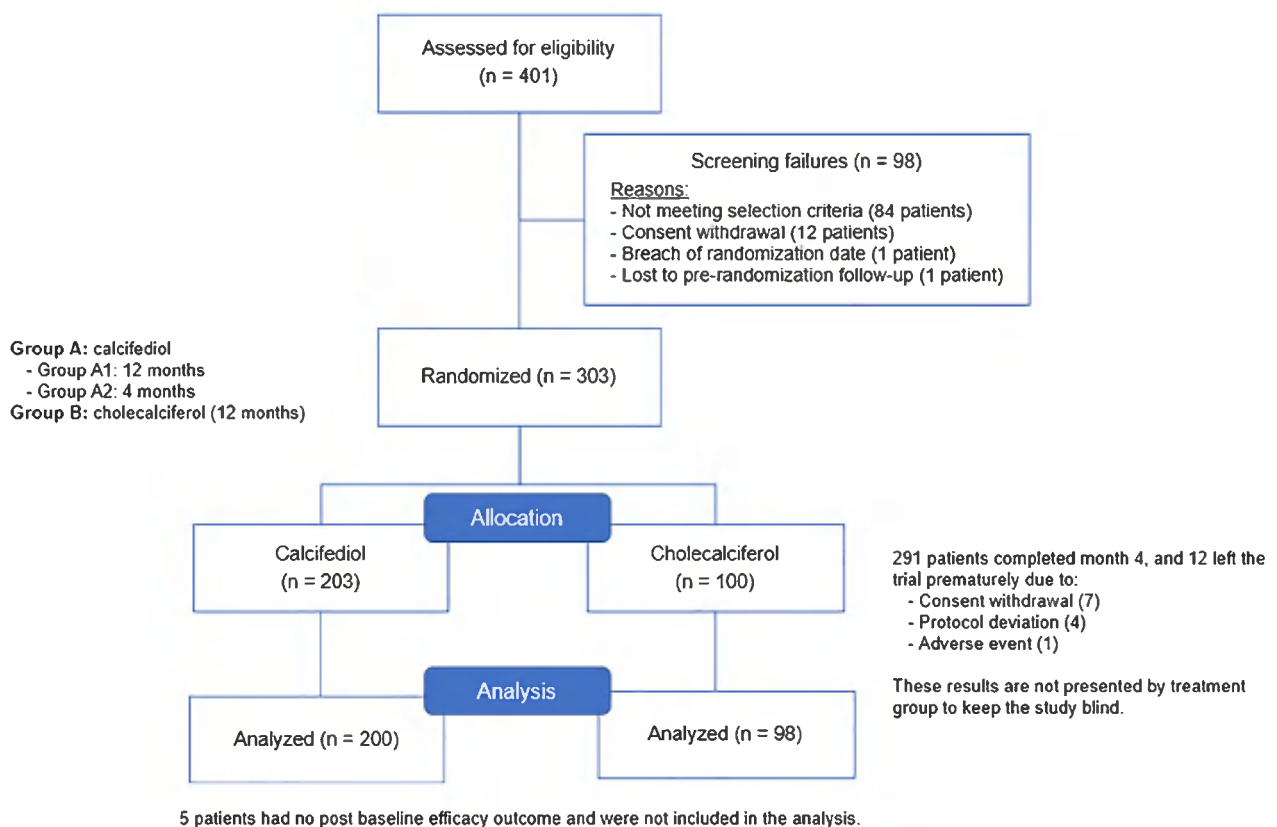 Assessed for eligibility
(n = 401)
Screening failures (n = 98)
Reasons:
- Not meeting selection criteria (84 patients)
- Consent withdrawal (12 patients)
- Breach of randomization date (1 patient)
- Lost to pre-randomization follow-up (1 patient)
Group A: calcifediol
- Group A1: 12 months
- Group A2: 4 months
Group B: cholecalciferol (12 months)
Randomized (n = 303)
Allocation
Calcifediol
(n = 203)
Cholecalciferol
(n = 100)
291 patients completed month 4, and 12 left the
trial prematurely due to:
- Consent withdrawal (7)
- Protocol deviation (4)
- Adverse event (1)
These results are not presented by treatment
group to keep the study blind.
Analysis
Analyzed (n = 200)
Analyzed (n = 98)
5 patients had no post baseline efficacy outcome and were not included in the analysis.